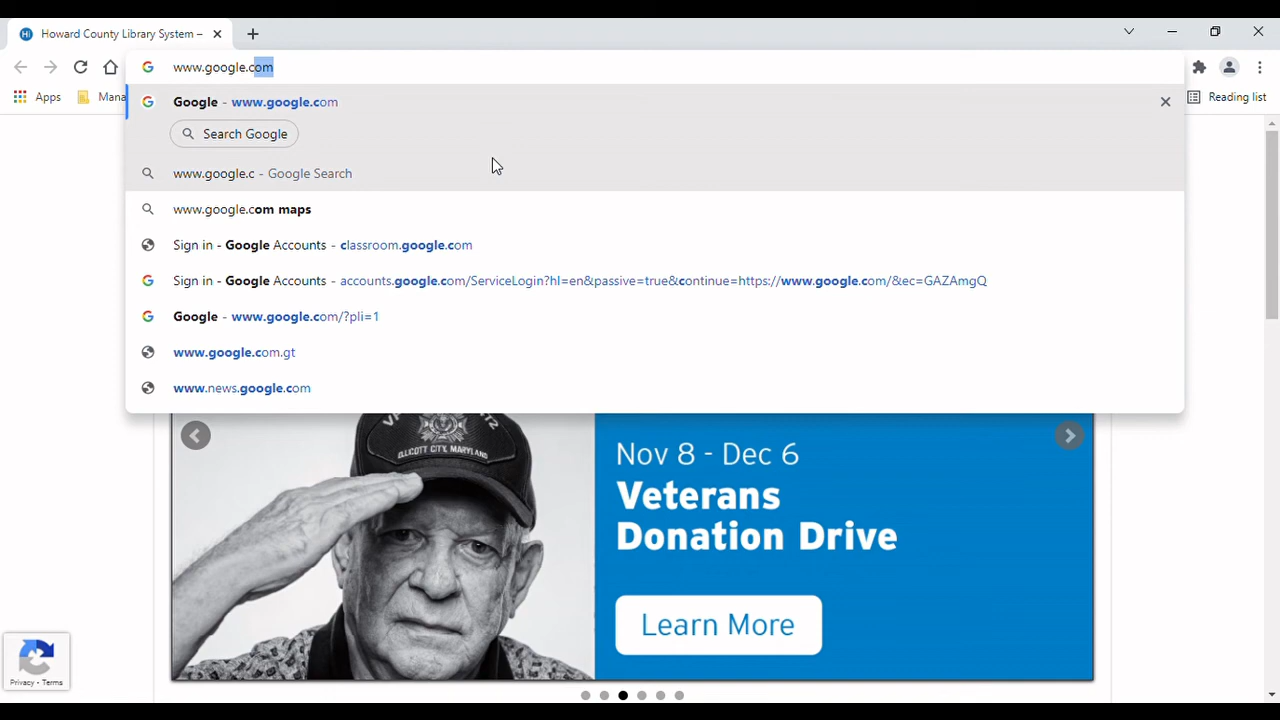 Howard County Library System –
www.google.com
Apps
Mana
Reading list
Google - www.google.com
Search Google
www.google.c - Google Search
www.google.com maps
Sign in - Google Accounts - classroom.google.com
Sign in - Google Accounts - accounts.google.com/ServiceLogin?hl=en&passive=true&continue=https://www.google.com/&ec=GAZAmgQ
Google - www.google.com/?pli=1
www.google.com.gt
www.news.google.com
ELLICOTT CITY, MARYLAND
Nov 8 - Dec 6
Veterans
Donation Drive
Learn More
Privacy - Terms